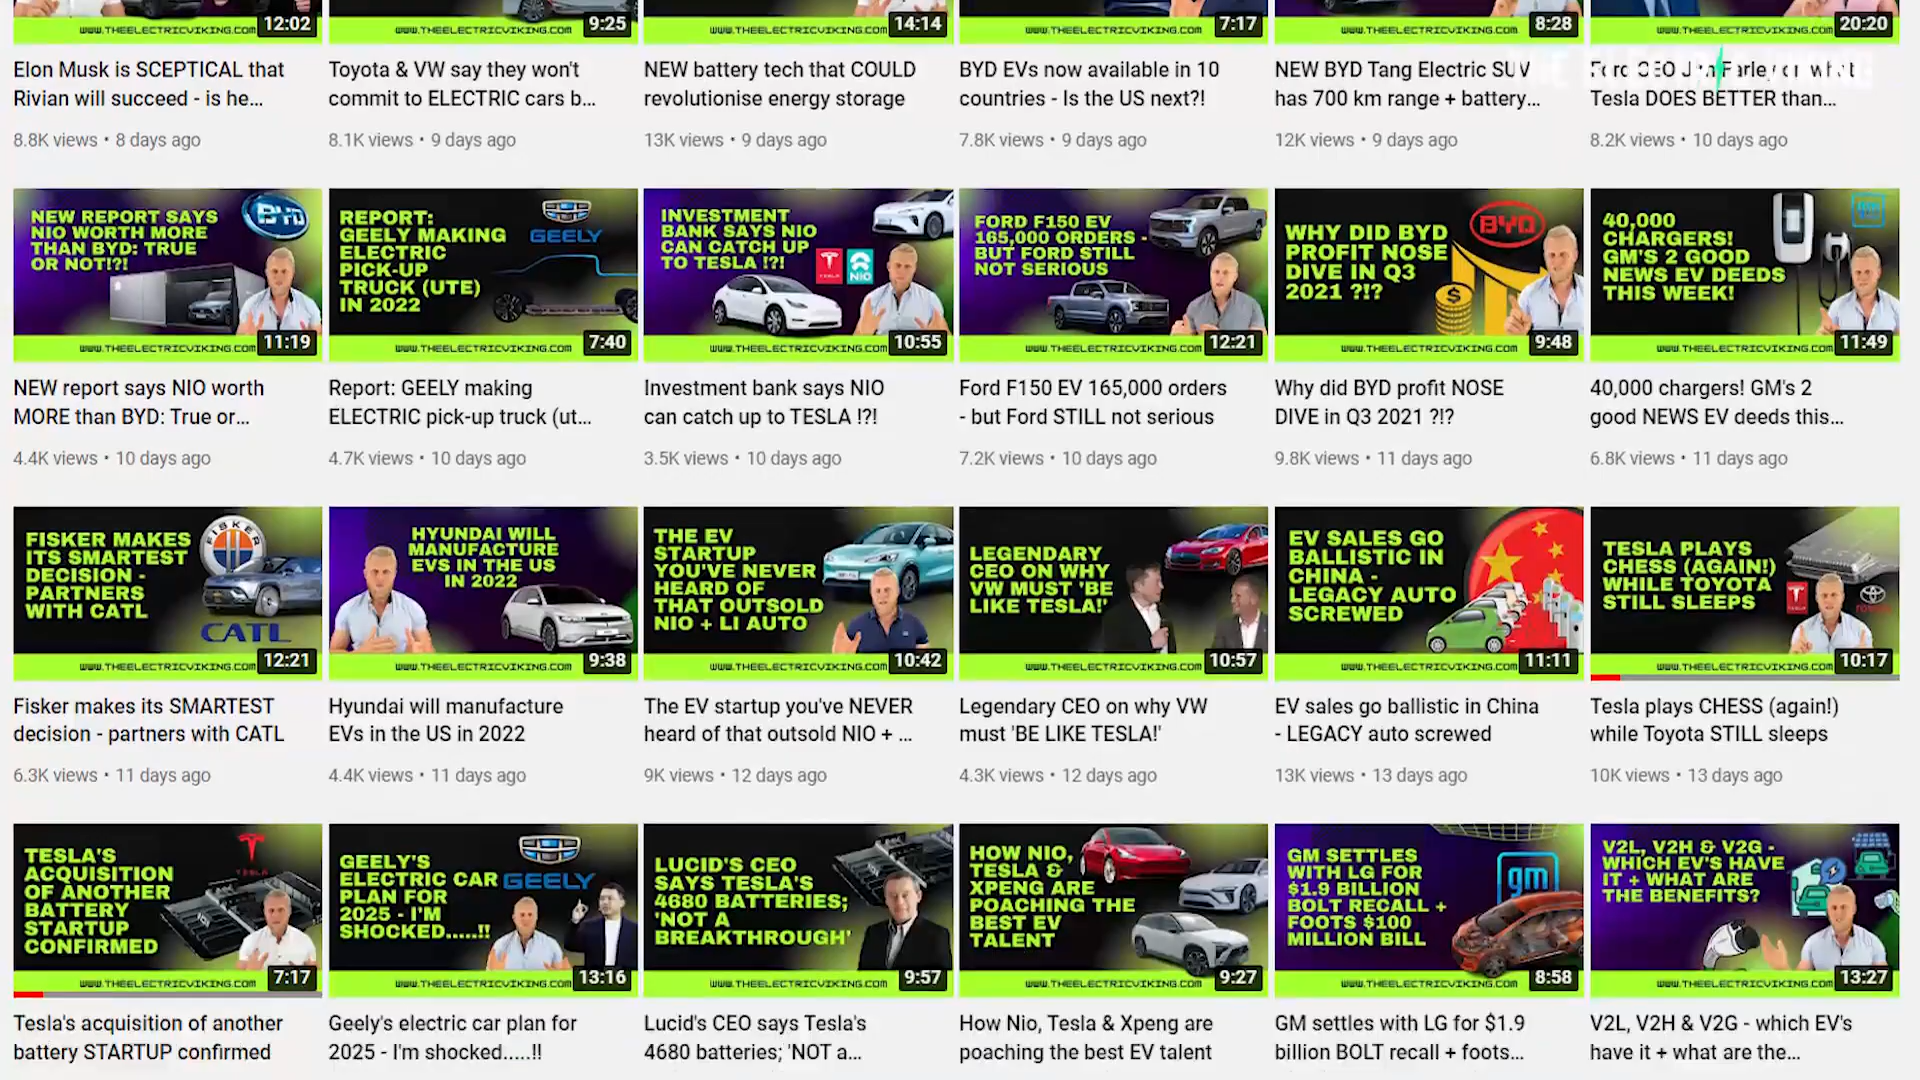 WWW.THEELECTRICVIKING.COM 12:02
WWW.THEELECTRICVIKING.COM 9:25
WWW.THEELECTRICVIKING.COM 14:14
WWW.THEELECTRICVIKING.COM 7:17
WWW.THEELECTRICVIKING.COM 8:28
WWW.THEELECTRICVIKING.COM 20:20
Elon Musk is SCEPTICAL that
Rivian will succeed - is he...
8.8K views • 8 days ago
Toyota & VW say they won't
commit to ELECTRIC cars b...
8.1K views • 9 days ago
NEW battery tech that COULD
revolutionise energy storage
13K views • 9 days ago
BYD EVs now available in 10
countries - Is the US next?!
7.8K views • 9 days ago
NEW BYD Tang Electric SUV
has 700 km range + battery...
12K views • 9 days ago
Ford CEO Jim Farley on what
Tesla DOES BETTER than...
8.2K views • 10 days ago
NEW REPORT SAYS
NIO WORTH MORE
THAN BYD: TRUE
OR NOT!?!
BYD
WWW.THEELECTRICVIKING.COM 11:19
NEW report says NIO worth
MORE than BYD: True or...
4.4K views • 10 days ago
REPORT:
GEELY MAKING
ELECTRIC
PICK-UP
TRUCK (UTE)
IN 2022
GEELY
WWW.THEELECTRICVIKING.COM 7:40
Report: GEELY making
ELECTRIC pick-up truck (ut...
4.7K views • 10 days ago
INVESTMENT
BANK SAYS NIO
CAN CATCH UP
TO TESLA !?!
NIO
WWW.THEELECTRICVIKING.COM 10:55
Investment bank says NIO
can catch up to TESLA !?!
3.5K views • 10 days ago
FORD F150 EV
165,000 ORDERS -
BUT FORD STILL
NOT SERIOUS
WWW.THEELECTRICVIKING.COM 12:21
Ford F150 EV 165,000 orders
- but Ford STILL not serious
7.2K views • 10 days ago
WHY DID BYD
PROFIT NOSE
DIVE IN Q3
2021 ?!?
BYD
$
WWW.THEELECTRICVIKING.COM 9:48
Why did BYD profit NOSE
DIVE in Q3 2021 ?!?
9.8K views • 11 days ago
40,000
CHARGERS!
GM'S 2 GOOD
NEWS EV DEEDS
THIS WEEK!
WWW.THEELECTRICVIKING.COM 11:49
40,000 chargers! GM's 2
good NEWS EV deeds this...
6.8K views • 11 days ago
FISKER MAKES
ITS SMARTEST
DECISION -
PARTNERS
WITH CATL
FISKER
CATL
WWW.THEELECTRICVIKING.COM 12:21
Fisker makes its SMARTEST
decision - partners with CATL
6.3K views • 11 days ago
HYUNDAI WILL
MANUFACTURE
EVS IN THE US
IN 2022
WWW.THEELECTRICVIKING.COM 9:38
Hyundai will manufacture
EVs in the US in 2022
4.4K views • 11 days ago
THE EV
STARTUP
YOU'VE NEVER
HEARD OF
THAT OUTSOLD
NIO + LI AUTO
WWW.THEELECTRICVIKING.COM 10:42
The EV startup you've NEVER
heard of that outsold NIO + ...
9K views • 12 days ago
LEGENDARY
CEO ON WHY
VW MUST 'BE
LIKE TESLA!'
WWW.THEELECTRICVIKING.COM 10:57
Legendary CEO on why VW
must 'BE LIKE TESLA!'
4.3K views • 12 days ago
EV SALES GO
BALLISTIC IN
CHINA -
LEGACY AUTO
SCREWED
WWW.THEELECTRICVIKING.COM 11:11
EV sales go ballistic in China
- LEGACY auto screwed
13K views • 13 days ago
TESLA PLAYS
CHESS (AGAIN!)
WHILE TOYOTA
STILL SLEEPS
WWW.THEELECTRICVIKING.COM 10:17
Tesla plays CHESS (again!)
while Toyota STILL sleeps
10K views • 13 days ago
TESLA'S
ACQUISITION
OF ANOTHER
BATTERY
STARTUP
CONFIRMED
TESLA
WWW.THEELECTRICVIKING.COM 7:17
Tesla's acquisition of another
battery STARTUP confirmed
GEELY'S
ELECTRIC CAR
PLAN FOR
2025 - I'M
SHOCKED.....!!
GEELY
WWW.THEELECTRICVIKING.COM 13:16
Geely's electric car plan for
2025 - I'm shocked.....!!
LUCID'S CEO
SAYS TESLA'S
4680 BATTERIES;
'NOT A
BREAKTHROUGH'
WWW.THEELECTRICVIKING.COM 9:57
Lucid's CEO says Tesla's
4680 batteries; 'NOT a...
HOW NIO,
TESLA &
XPENG ARE
POACHING THE
BEST EV
TALENT
WWW.THEELECTRICVIKING.COM 9:27
How Nio, Tesla & Xpeng are
poaching the best EV talent
GM SETTLES
WITH LG FOR
$1.9 BILLION
BOLT RECALL +
FOOTS $100
MILLION BILL
gm
WWW.THEELECTRICVIKING.COM 8:58
GM settles with LG for $1.9
billion BOLT recall + foots...
V2L, V2H & V2G -
WHICH EV'S HAVE
IT + WHAT ARE
THE BENEFITS?
WWW.THEELECTRICVIKING.COM 13:27
V2L, V2H & V2G - which EV's
have it + what are the...